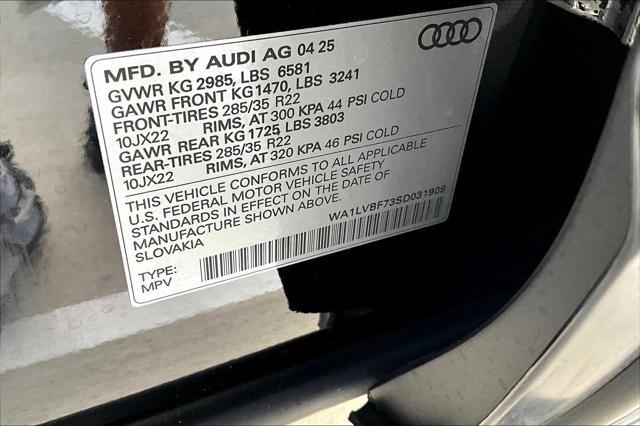 MFD. BY AUDI AG 04 25
GVWR KG 2985, LBS 6581
GAWR FRONT KG1470, LBS 3241
FRONT-TIRES 285/35 R22
10JX22 RIMS, AT 300 KPA 44 PSI COLD
GAWR REAR KG 1725, LBS 3803
REAR-TIRES 285/35 R22
10JX22 RIMS, AT 320 KPA 46 PSI COLD
THIS VEHICLE CONFORMS TO ALL APPLICABLE
U.S. FEDERAL MOTOR VEHICLE SAFETY
STANDARDS IN EFFECT ON THE DATE OF
MANUFACTURE SHOWN ABOVE.
SLOVAKIA
WA1LVBF73SD031909
TYPE:
MPV